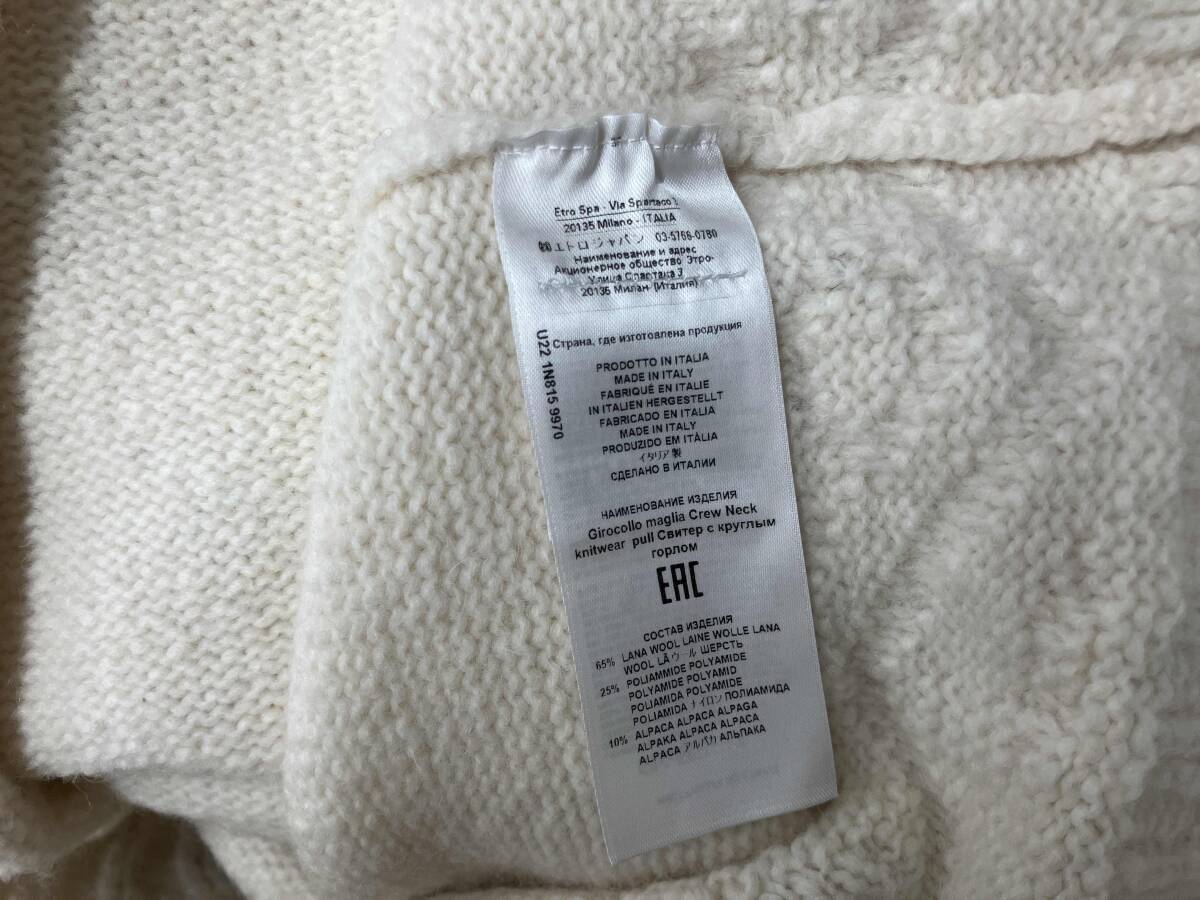 Etro Spa - Via Spartaco 3
20135 Milano - ITALIA
㈱エトロジャパン 03-5766-0780
Наименование и адрес
Акционерное общество Этро-
Улица Спартака 3
20135 Милан (Италия)
U22 1N815 9970
Страна, где изготовлена продукция
PRODOTTO IN ITALIA
MADE IN ITALY
FABRIQUÉ EN ITALIE
IN ITALIEN HERGESTELLT
FABRICADO EN ITALIA
MADE IN ITALY
PRODUZIDO EM ITÀLIA
イタリア製
СДЕЛАНО В ИТАЛИИ
НАИМЕНОВАНИЕ ИЗДЕЛИЯ
Girocollo maglia Crew Neck
knitwear pull Свитер с круглым
горлом
EAC
СОСТАВ ИЗДЕЛИЯ
65% LANA WOOL LAINE WOLLE LANA
WOOL LÃ ウール ШЕРСТЬ
25% POLIAMMIDE POLYAMIDE
POLYAMIDE POLYAMID
POLIAMIDA POLYAMIDE
POLIAMIDA ナイロン ПОЛИАМИДА
10% ALPACA ALPACA ALPAGA
ALPAKA ALPACA ALPACA
ALPACA アルパカ АЛЬПАКА